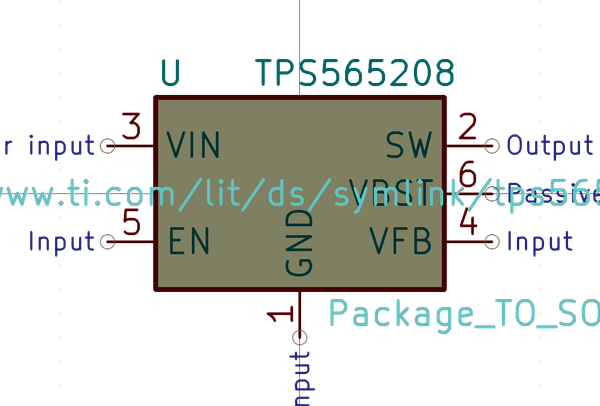 U TPS565208
r input 3 VIN SW 2 Output
VBST 6 Passive
www.ti.com/lit/ds/symlink/tps565
Input 5 EN GND VFB 4 Input
1
Package_TO_SO
nput